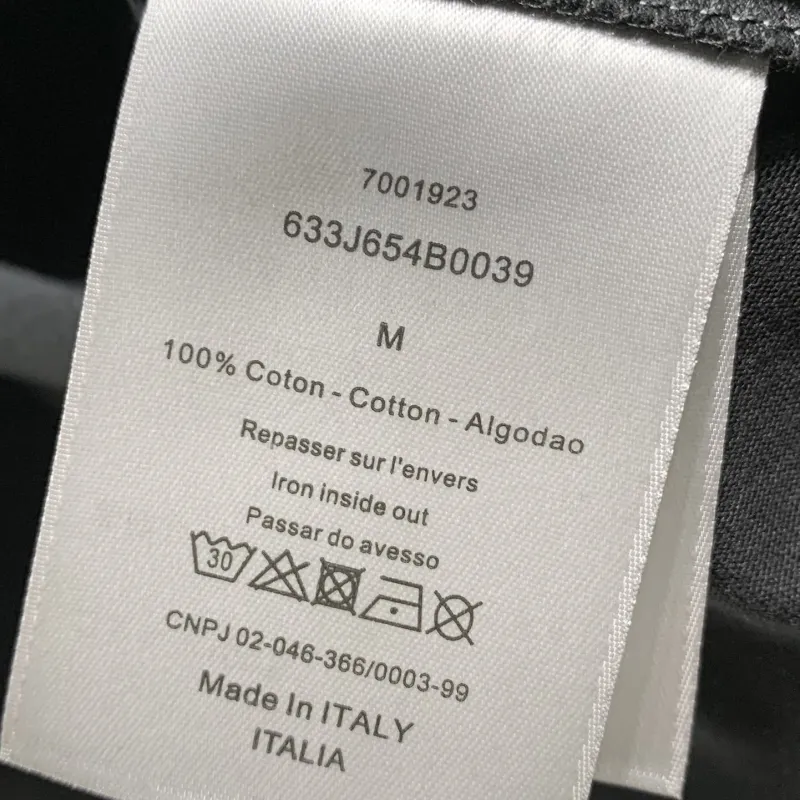 7001923
633J654B0039
M
100% Coton - Cotton - Algodao
Repasser sur l'envers
Iron inside out
Passar do avesso
30
CNPJ 02-046-366/0003-99
Made In ITALY
ITALIA